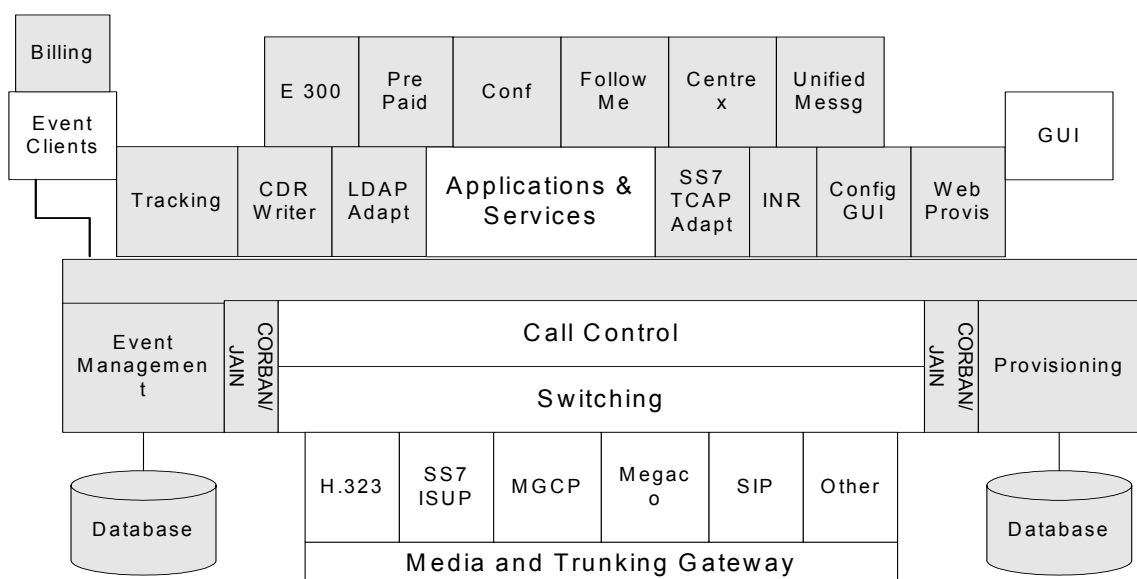 Billing
Event
Clients
E 300
Pre
Paid
Conf
Follow
Me
Centre
x
Unified
Messg
GUI
Tracking
CDR
Writer
LDAP
Adapt
Applications &
Services
SS7
TCAP
Adapt
INR
Config
GUI
Web
Provis
Event
Managemen
t
CORBAN/
JAIN
Call Control
Switching
CORBAN/
JAIN
Provisioning
Database
H.323
SS7
ISUP
MGCP
Megac
o
SIP
Other
Database
Media and Trunking Gateway